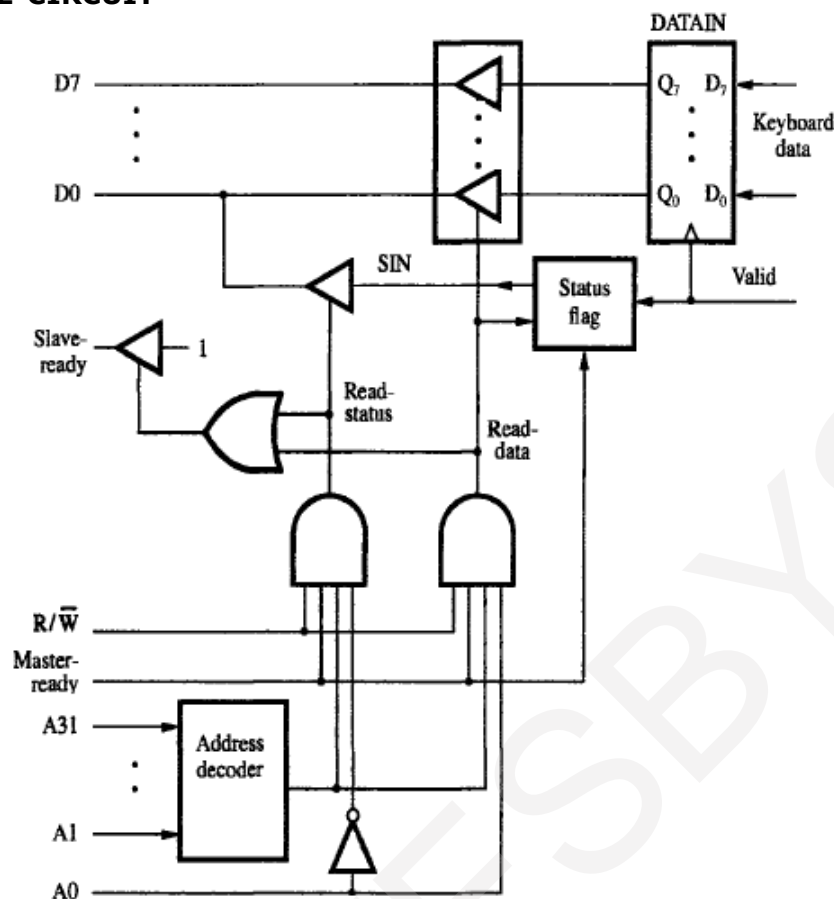 DATAIN
D7
Q7 D7
Keyboard
data
D0
Q0 D0
SIN
Status
flag
Valid
Slave-
ready
1
Read-
status
Read-
data
R/W̅
Master-
ready
A31
Address
decoder
A1
A0